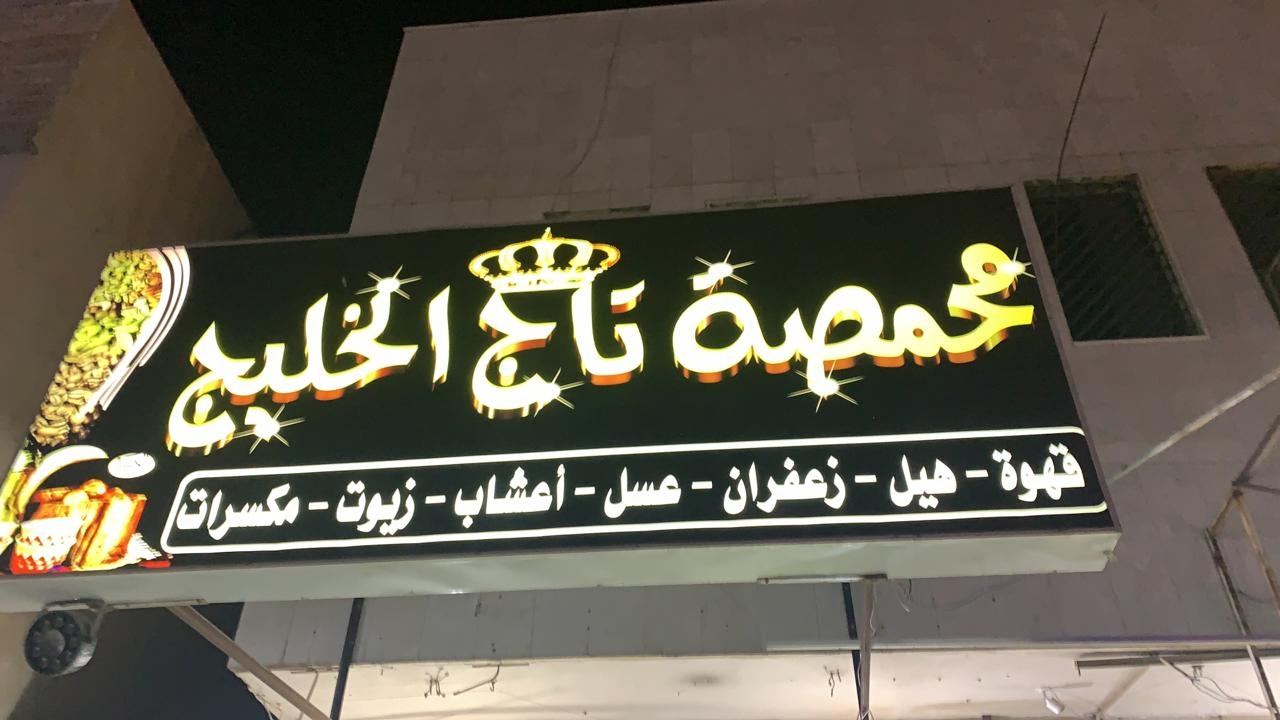 محمصة تاج الخليج
قهوة - هيل - زعفران - عسل - أعشاب - زيوت - مكسرات